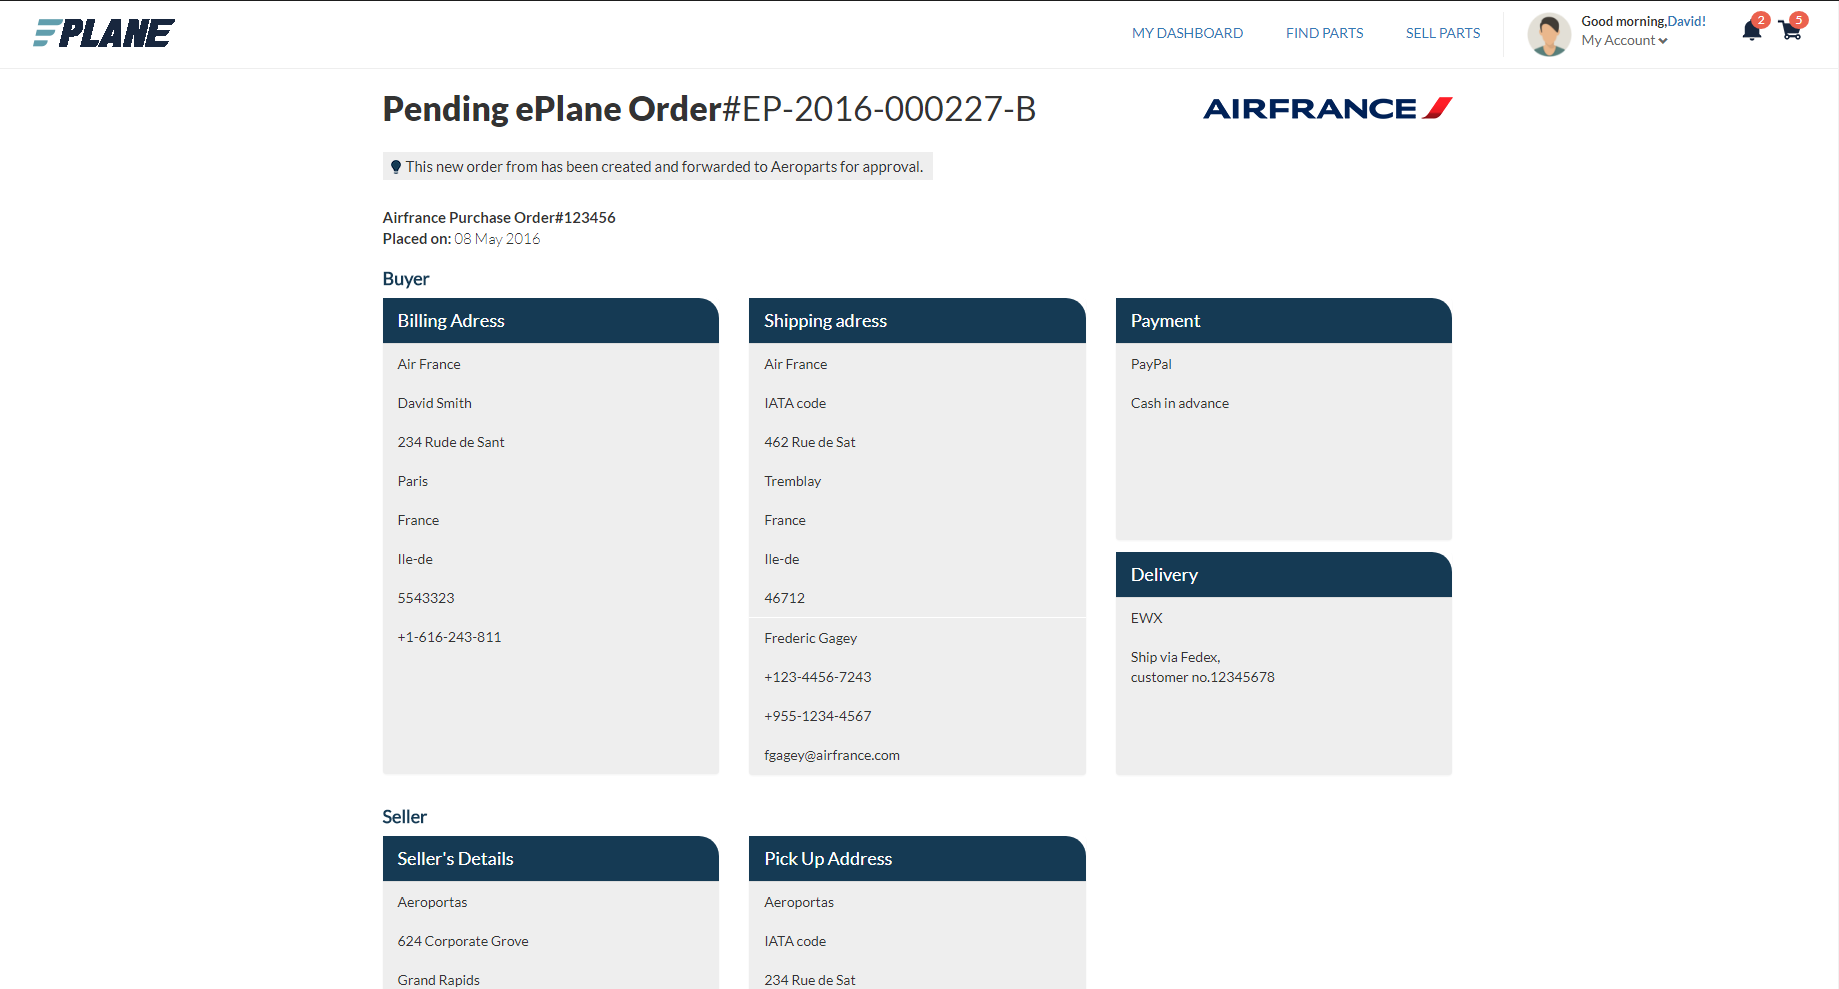 EPLANE
MY DASHBOARD
FIND PARTS
SELL PARTS
Good morning,David!
My Account
2
5
Pending ePlane Order#EP-2016-000227-B
AIRFRANCE
This new order from has been created and forwarded to Aeroparts for approval.
Airfrance Purchase Order#123456
Placed on: 08 May 2016
Buyer
Billing Adress
Air France
David Smith
234 Rude de Sant
Paris
France
Ile-de
5543323
+1-616-243-811
Shipping adress
Air France
IATA code
462 Rue de Sat
Tremblay
France
Ile-de
46712
Frederic Gagey
+123-4456-7243
+955-1234-4567
fgagey@airfrance.com
Payment
PayPal
Cash in advance
Delivery
EWX
Ship via Fedex,
customer no.12345678
Seller
Seller's Details
Aeroportas
624 Corporate Grove
Grand Rapids
Pick Up Address
Aeroportas
IATA code
234 Rue de Sat